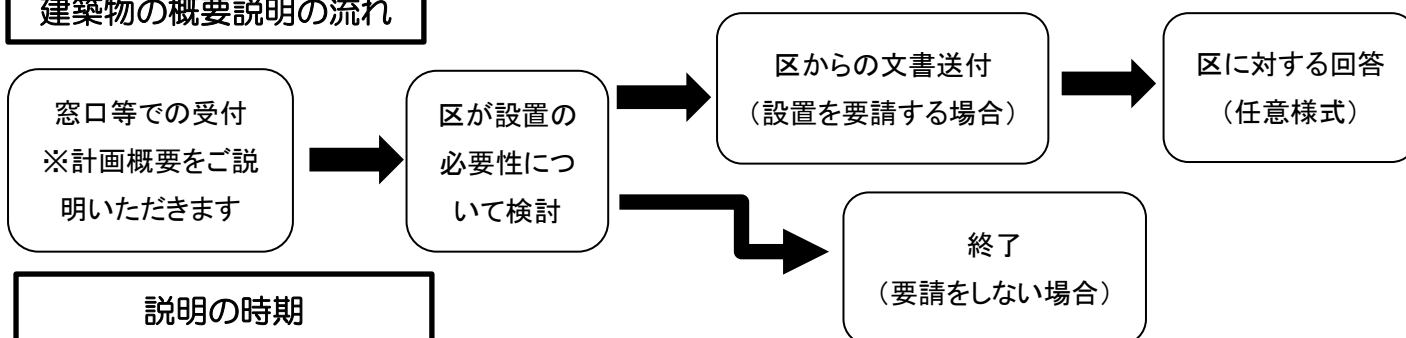 建築物の概要説明の流れ
窓口等での受付
※計画概要をご説
明いただきます
区が設置の
必要性につ
いて検討
区からの文書送付
（設置を要請する場合）
区に対する回答
（任意様式）
終了
（要請をしない場合）
説明の時期